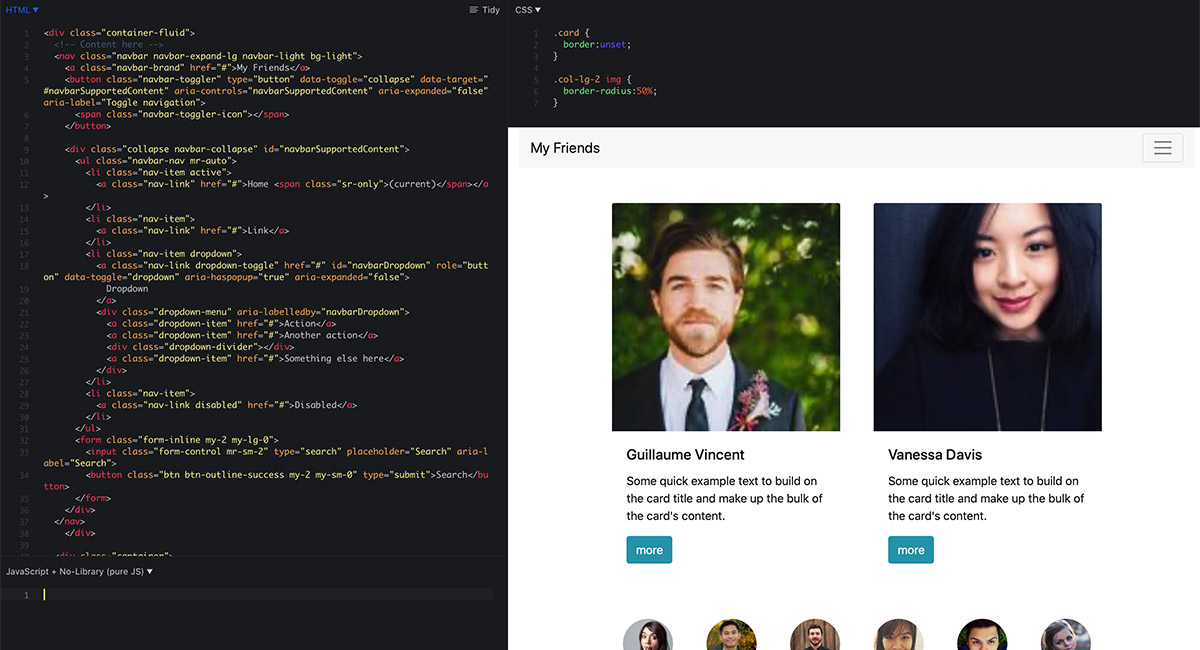 HTML ▼
Tidy
1 <div class="container-fluid">
2 <!-- Content here -->
3 <nav class="navbar navbar-expand-lg navbar-light bg-light">
4 <a class="navbar-brand" href="#">My Friends</a>
5 <button class="navbar-toggler" type="button" data-toggle="collapse" data-target="
#navbarSupportedContent" aria-controls="navbarSupportedContent" aria-expanded="false"
aria-label="Toggle navigation">
6 <span class="navbar-toggler-icon"></span>
7 </button>
8
9 <div class="collapse navbar-collapse" id="navbarSupportedContent">
10 <ul class="navbar-nav mr-auto">
11 <li class="nav-item active">
12 <a class="nav-link" href="#">Home <span class="sr-only">(current)</span></a
>
13 </li>
14 <li class="nav-item">
15 <a class="nav-link" href="#">Link</a>
16 </li>
17 <li class="nav-item dropdown">
18 <a class="nav-link dropdown-toggle" href="#" id="navbarDropdown" role="butt
on" data-toggle="dropdown" aria-haspopup="true" aria-expanded="false">
19 Dropdown
20 </a>
21 <div class="dropdown-menu" aria-labelledby="navbarDropdown">
22 <a class="dropdown-item" href="#">Action</a>
23 <a class="dropdown-item" href="#">Another action</a>
24 <div class="dropdown-divider"></div>
25 <a class="dropdown-item" href="#">Something else here</a>
26 </div>
27 </li>
28 <li class="nav-item">
29 <a class="nav-link disabled" href="#">Disabled</a>
30 </li>
31 </ul>
32 <form class="form-inline my-2 my-lg-0">
33 <input class="form-control mr-sm-2" type="search" placeholder="Search" aria-l
abel="Search">
34 <button class="btn btn-outline-success my-2 my-sm-0" type="submit">Search</bu
tton>
35 </form>
36 </div>
37 </nav>
38 </div>
39
<div class="container">
JavaScript + No-Library (pure JS) ▼
1
CSS ▼
1 .card {
2 border:unset;
3 }
4
5 .col-lg-2 img {
6 border-radius:50%;
7 }
My Friends
Guillaume Vincent
Some quick example text to build on
the card title and make up the bulk
of the card's content.
more
Vanessa Davis
Some quick example text to build on
the card title and make up the bulk of
the card's content.
more